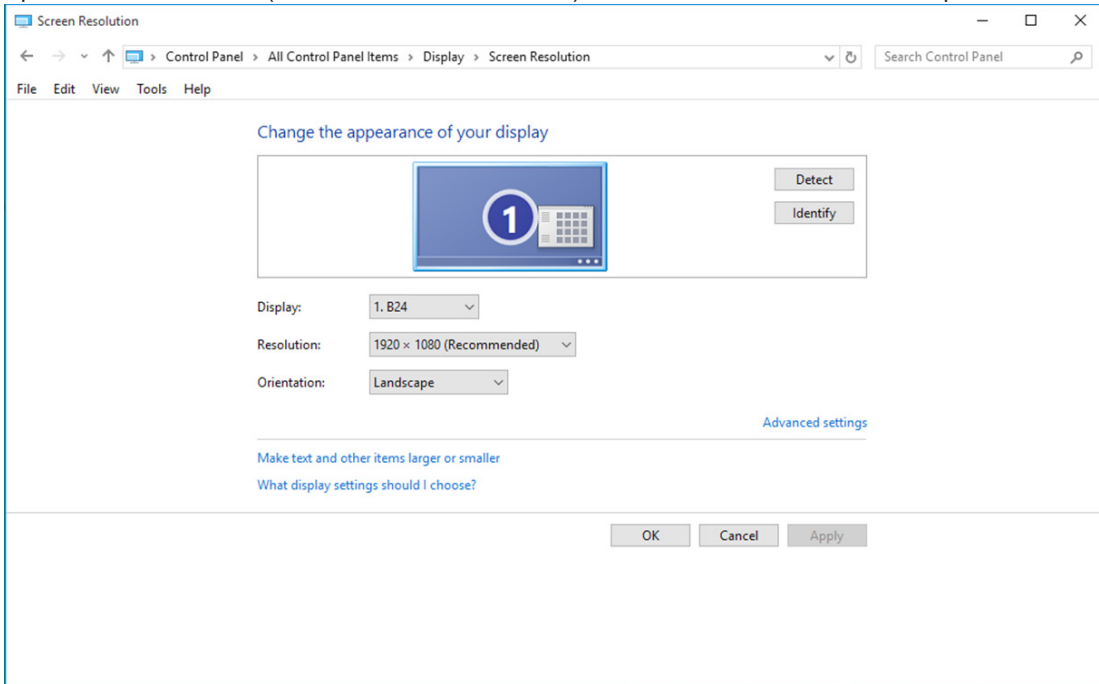 Screen Resolution
Control Panel > All Control Panel Items > Display > Screen Resolution
Search Control Panel
File Edit View Tools Help
Change the appearance of your display
1
Detect
Identify
Display: 1. B24
Resolution: 1920 × 1080 (Recommended)
Orientation: Landscape
Advanced settings
Make text and other items larger or smaller
What display settings should I choose?
OK Cancel Apply